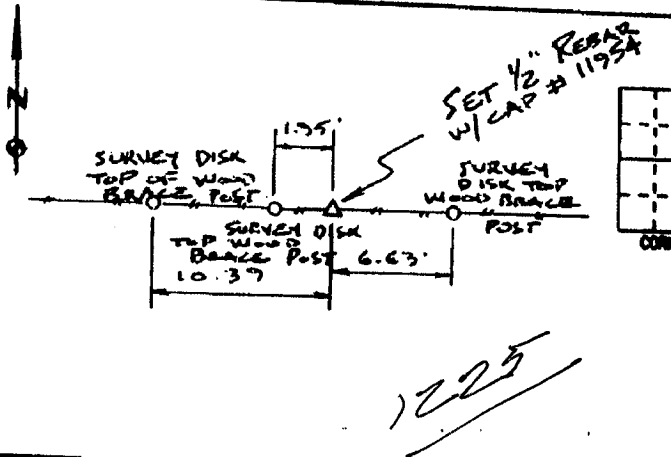 N
SET 1/2" REBAR
W/ CAP # 11954
1.95'
SURVEY DISK
TOP OF WOOD
BRACE POST
SURVEY
DISK TOP
WOOD BRACE
POST
SURVEY DISK
TOP WOOD
BRACE POST
6.63'
10.39
1225